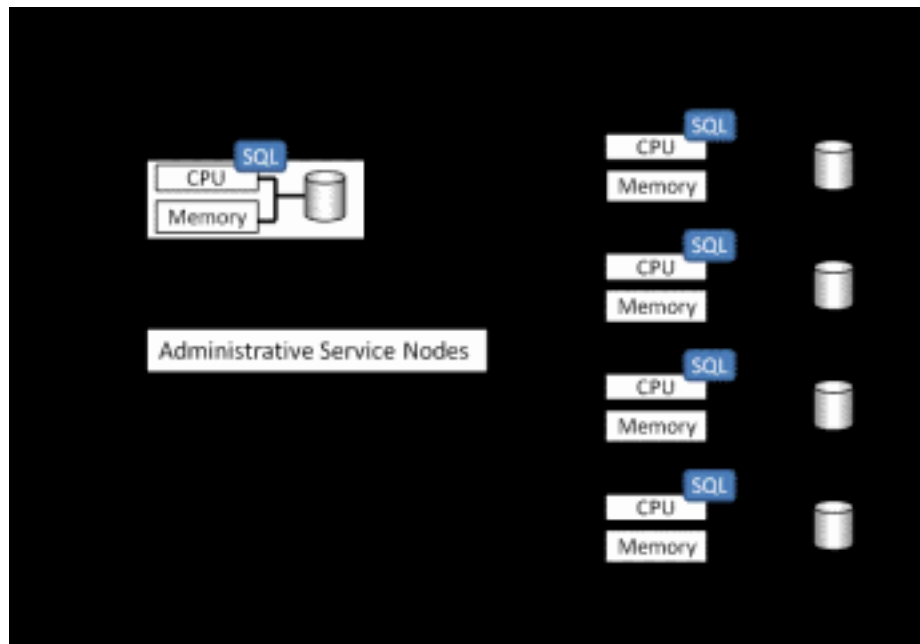 SQL
CPU
Memory
Administrative Service Nodes
SQL
CPU
Memory
SQL
CPU
Memory
SQL
CPU
Memory
SQL
CPU
Memory